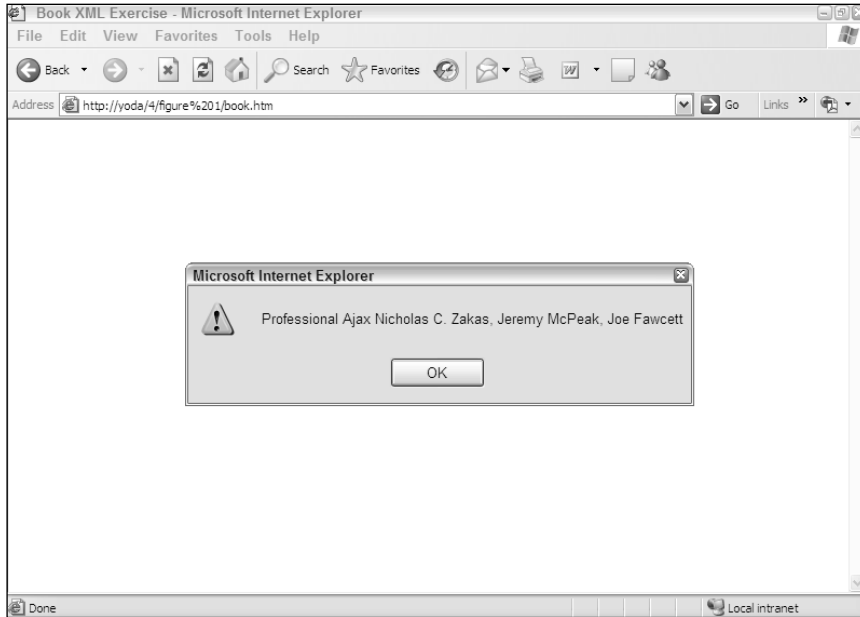 Book XML Exercise - Microsoft Internet Explorer
File Edit View Favorites Tools Help
Back Search Favorites W
Address http://yoda/4/figure%201/book.htm Go Links »
Microsoft Internet Explorer
Professional Ajax Nicholas C. Zakas, Jeremy McPeak, Joe Fawcett
OK
Done Local intranet